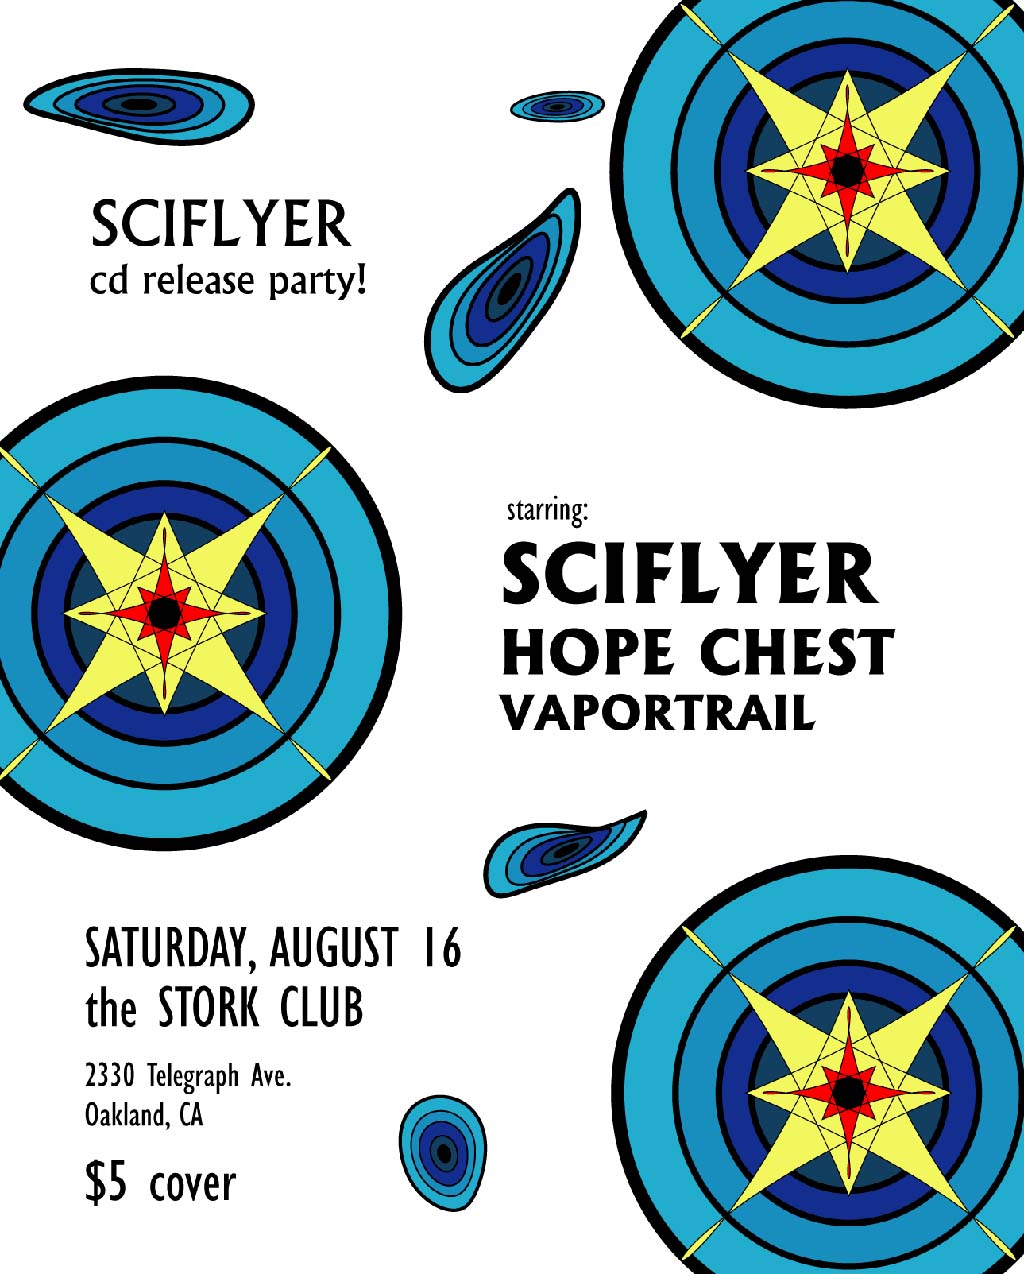 SCIFLYER
cd release party!
starring:
SCIFLYER
HOPE CHEST
VAPORTRAIL
SATURDAY, AUGUST 16
the STORK CLUB
2330 Telegraph Ave.
Oakland, CA
$5 cover